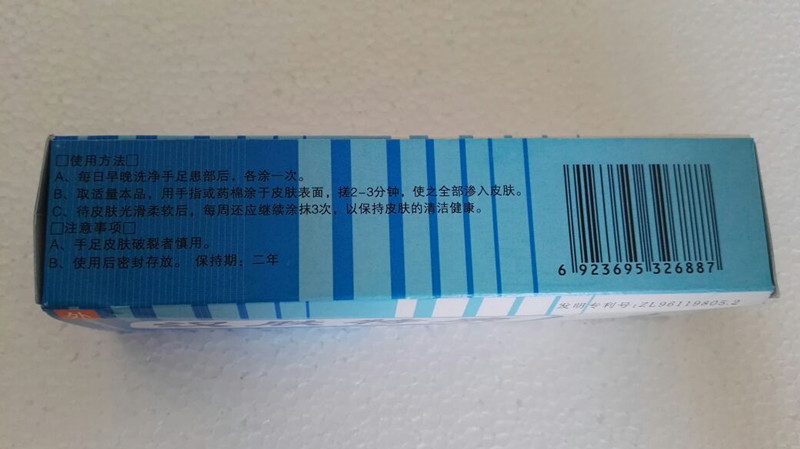 □使用方法□
A、每日早晚洗净手足患部后，各涂一次。
B、取适量本品，用手指或药棉涂于皮肤表面，搓2-3分钟，使之全部渗入皮肤。
C、待皮肤光滑柔软后，每周还应继续涂抹3次，以保持皮肤的清洁健康。
□注意事项□
A、手足皮肤破裂者慎用。
B、使用后密封存放。 保持期：二年
6 923695 326887
外
发明专利号：ZL96119805.2